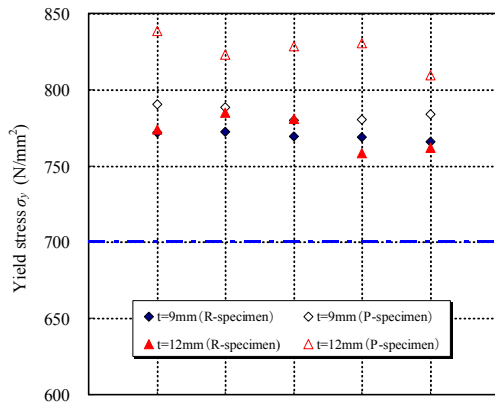 850
800
750
700
650
600
Yield stress σy (N/mm²)
t=9mm(R-specimen) t=9mm(P-specimen)
t=12mm(R-specimen) t=12mm(P-specimen)